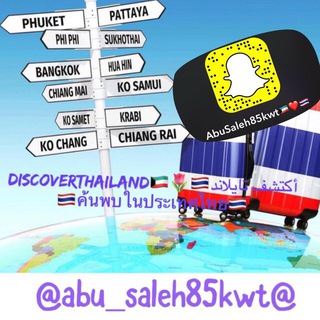 PHUKET
PATTAYA
PHI PHI
SUKHOTHAI
BANGKOK
HUA HIN
CHIANG MAI
KO SAMUI
KO SAMET
KRABI
KO CHANG
CHIANG RAI
AbuSaleh85kwt🇰🇼❤️🇹🇭
DISCOVERTHAILAND🇰🇼🌷🇹🇭أكتشف تايلاند
🇹🇭ค้นพบในประเทศไทย🇹🇭
@abu_saleh85kwt@